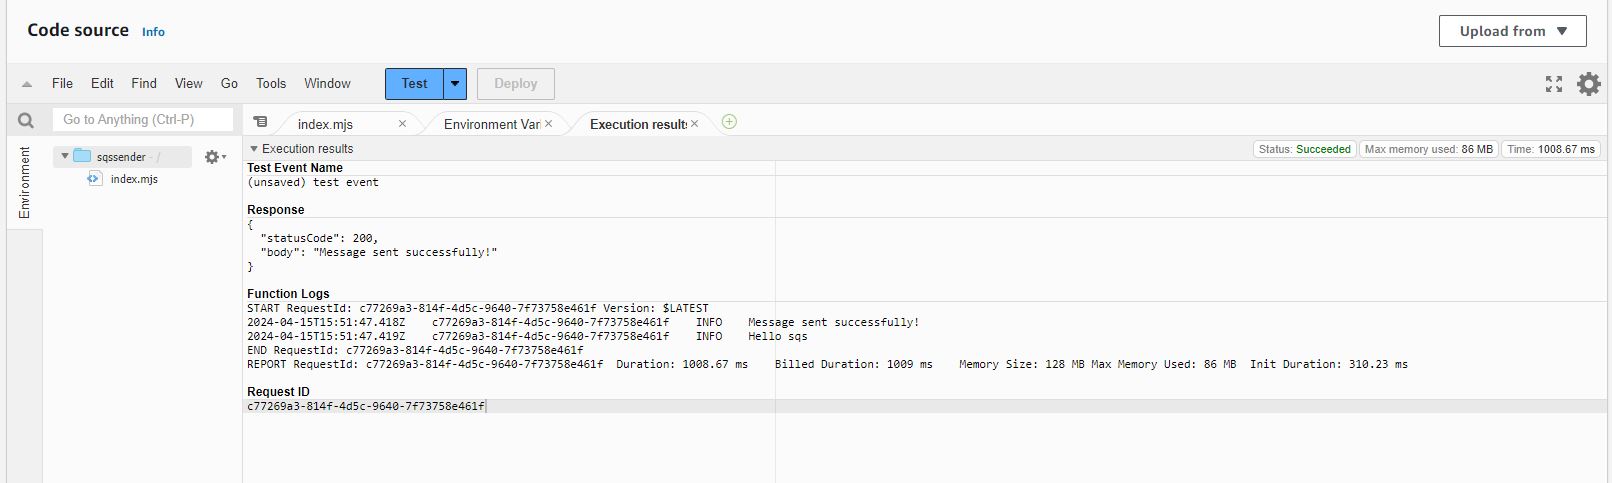 Code source Info
Upload from
File Edit Find View Go Tools Window Test Deploy
Go to Anything (Ctrl-P)
index.mjs Environment Vari Execution results
Environment
sqssender - /
index.mjs
Execution results
Status: Succeeded Max memory used: 86 MB Time: 1008.67 ms
Test Event Name
(unsaved) test event
Response
{
"statusCode": 200,
"body": "Message sent successfully!"
}
Function Logs
START RequestId: c77269a3-814f-4d5c-9640-7f73758e461f Version: $LATEST
2024-04-15T15:51:47.418Z c77269a3-814f-4d5c-9640-7f73758e461f INFO Message sent successfully!
2024-04-15T15:51:47.419Z c77269a3-814f-4d5c-9640-7f73758e461f INFO Hello sqs
END RequestId: c77269a3-814f-4d5c-9640-7f73758e461f
REPORT RequestId: c77269a3-814f-4d5c-9640-7f73758e461f Duration: 1008.67 ms Billed Duration: 1009 ms Memory Size: 128 MB Max Memory Used: 86 MB Init Duration: 310.23 ms
Request ID
c77269a3-814f-4d5c-9640-7f73758e461f